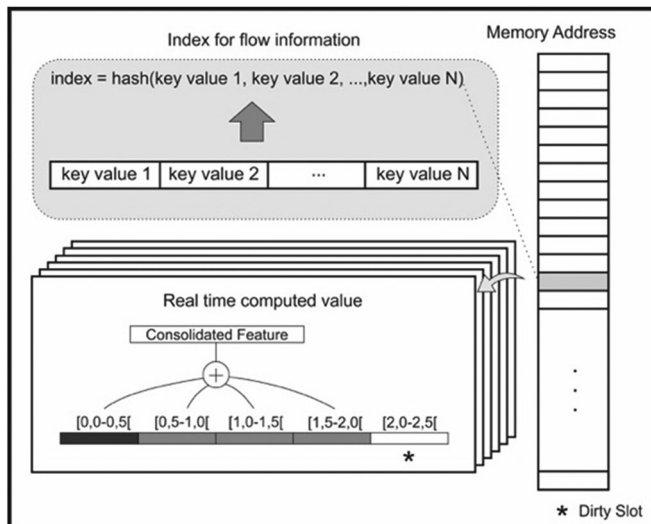 Index for flow information
Memory Address
index = hash(key value 1, key value 2, ...,key value N)
key value 1 key value 2 ... key value N
Real time computed value
Consolidated Feature
+
[0,0-0,5[ [0,5-1,0[ [1,0-1,5[ [1,5-2,0[ [2,0-2,5[
*
* Dirty Slot